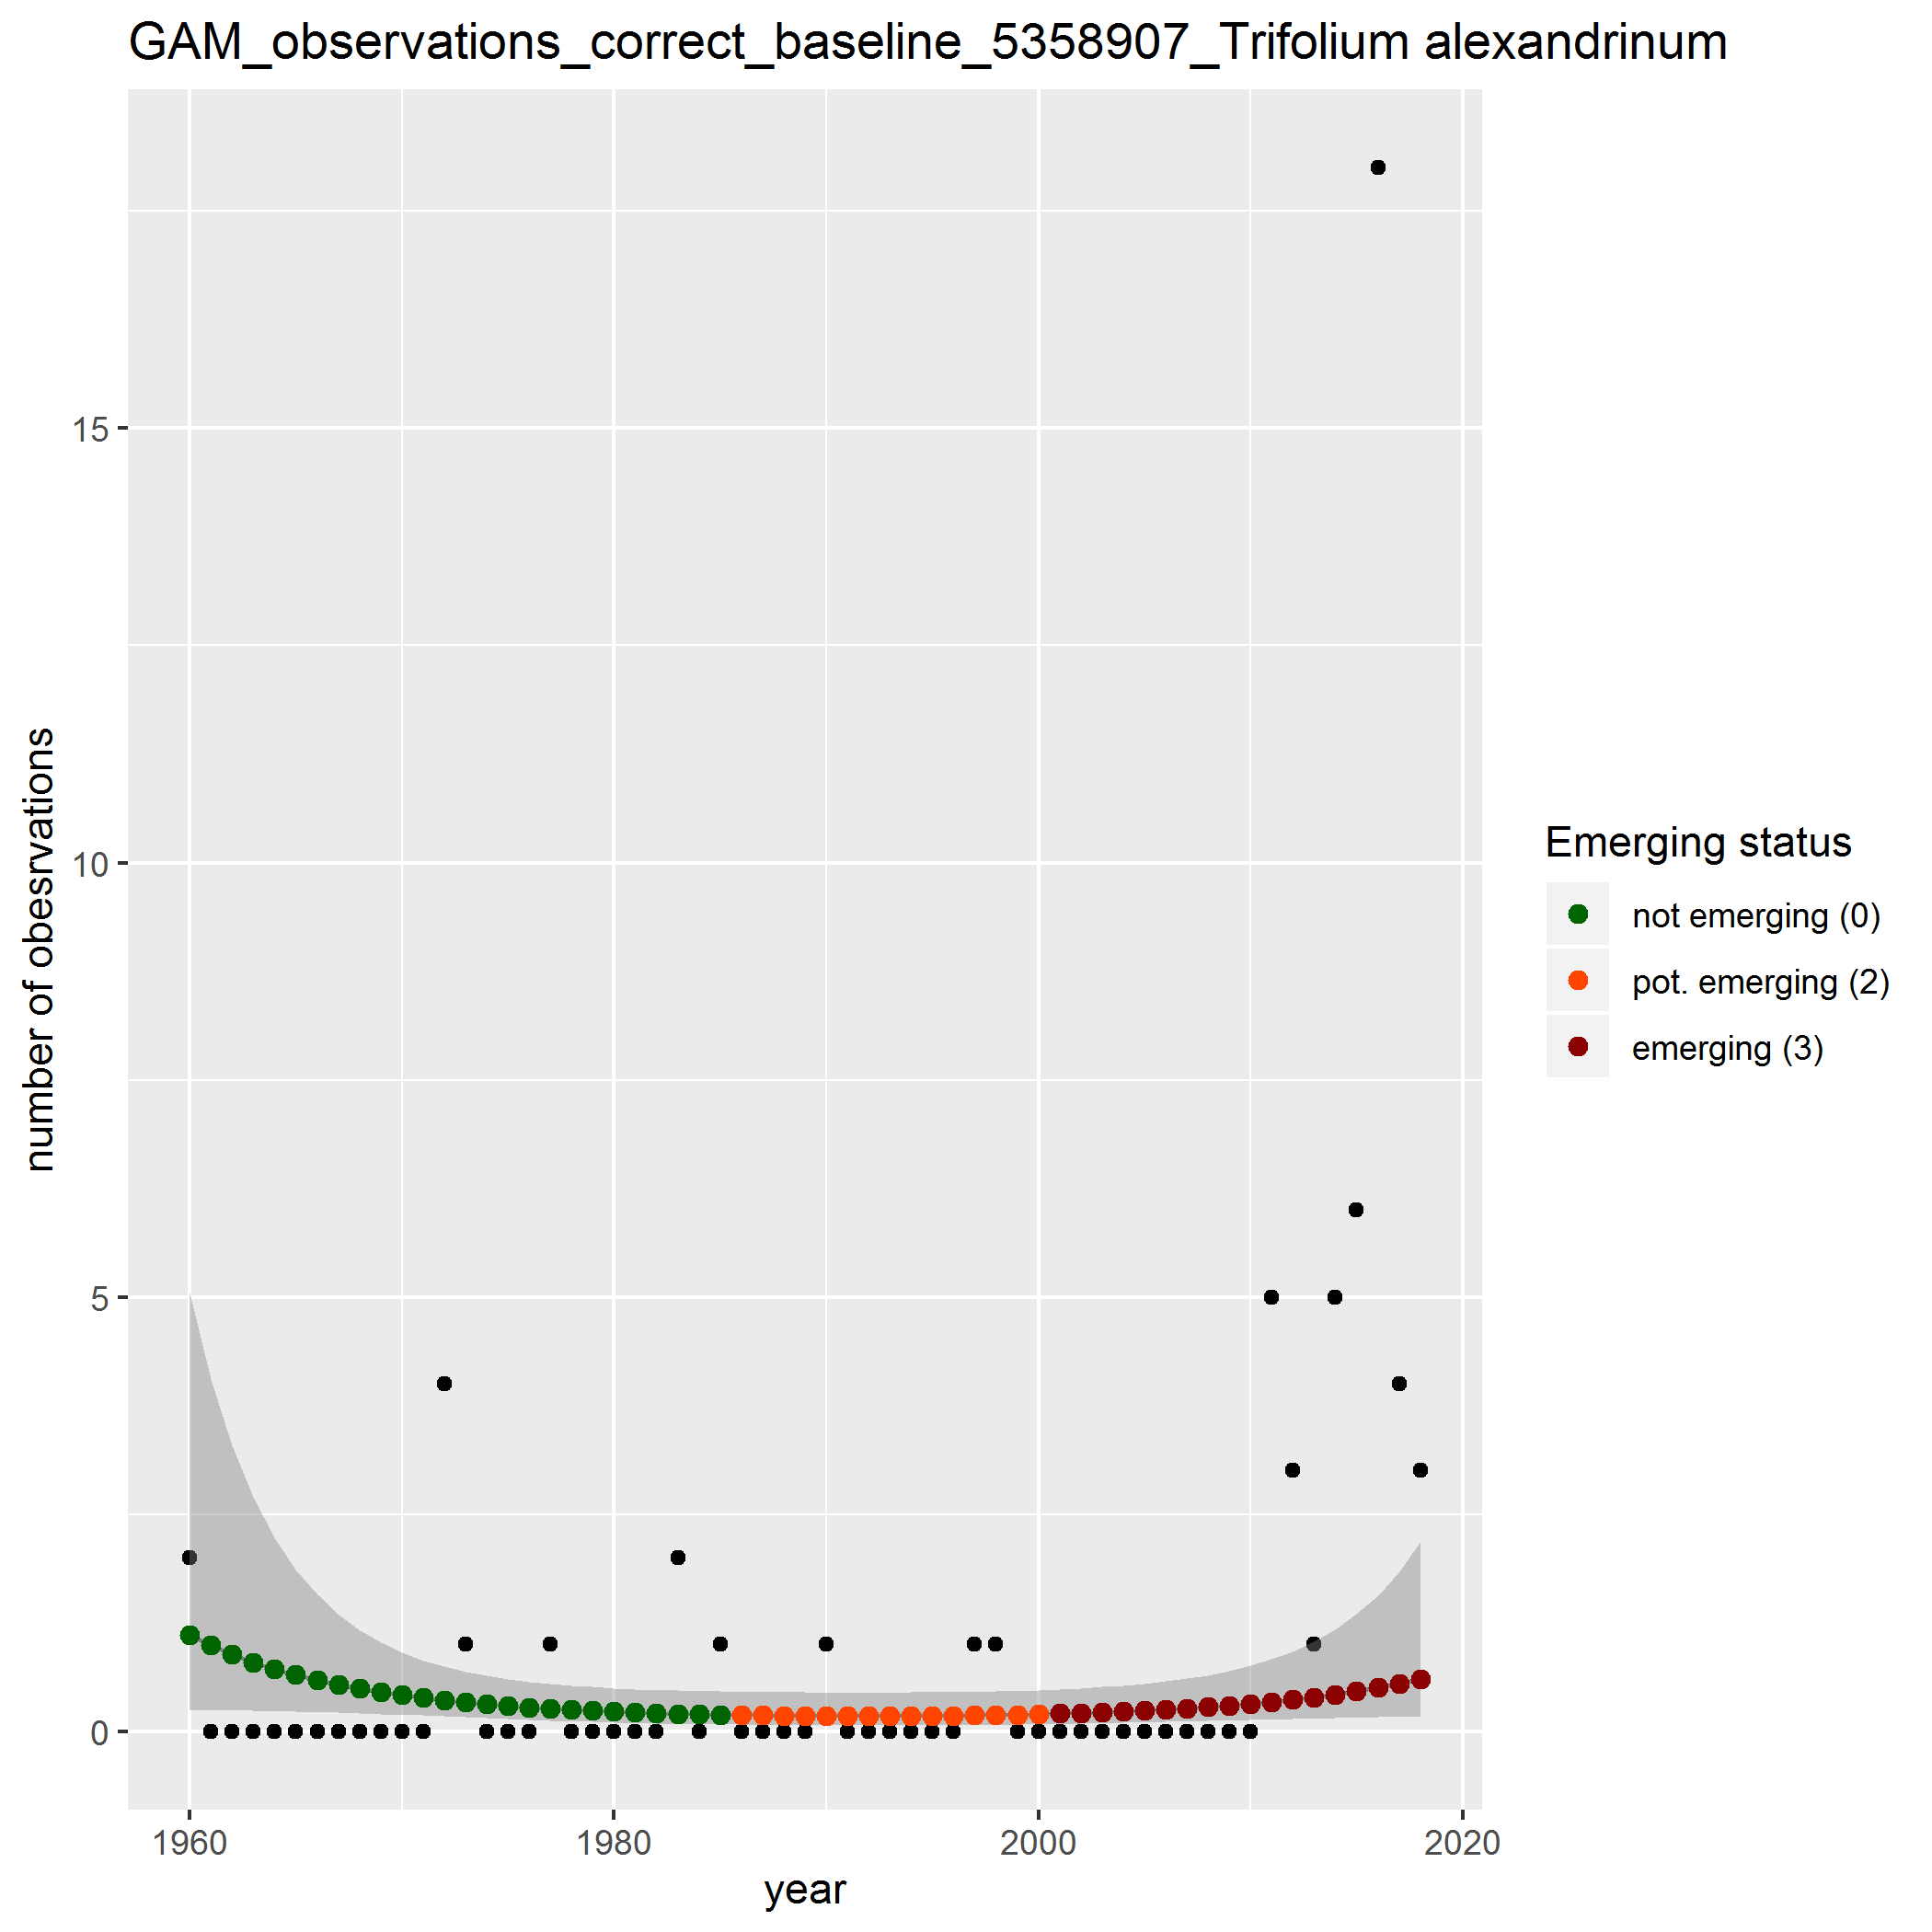 GAM_observations_correct_baseline_5358907_Trifolium alexandrinum
number of obesrvations
15
10
5
0
1960
1980
2000
2020
year
Emerging status
not emerging (0)
pot. emerging (2)
emerging (3)